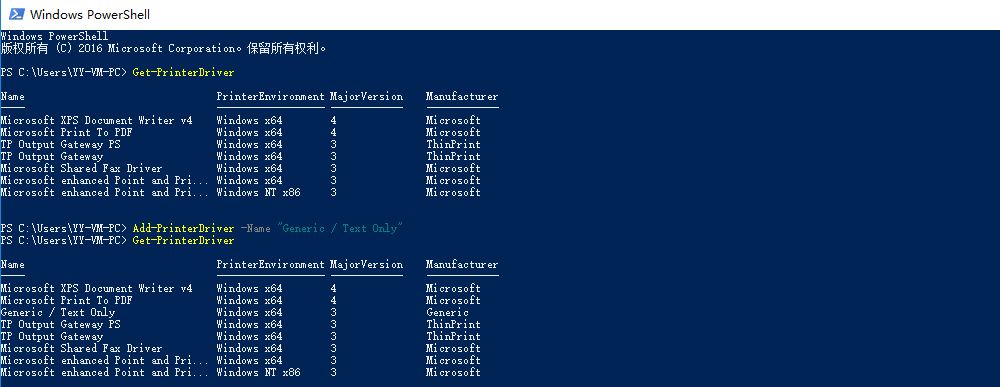 Windows PowerShell
Windows PowerShell
版权所有 (C) 2016 Microsoft Corporation。保留所有权利。
PS C:\Users\YY-VM-PC> Get-PrinterDriver
Name PrinterEnvironment MajorVersion Manufacturer
Microsoft XPS Document Writer v4 Windows x64 4 Microsoft
Microsoft Print To PDF Windows x64 4 Microsoft
TP Output Gateway PS Windows x64 3 ThinPrint
TP Output Gateway Windows x64 3 ThinPrint
Microsoft Shared Fax Driver Windows x64 3 Microsoft
Microsoft enhanced Point and Pri... Windows x64 3 Microsoft
Microsoft enhanced Point and Pri... Windows NT x86 3 Microsoft
PS C:\Users\YY-VM-PC> Add-PrinterDriver -Name "Generic / Text Only"
PS C:\Users\YY-VM-PC> Get-PrinterDriver
Name PrinterEnvironment MajorVersion Manufacturer
Microsoft XPS Document Writer v4 Windows x64 4 Microsoft
Microsoft Print To PDF Windows x64 4 Microsoft
Generic / Text Only Windows x64 3 Generic
TP Output Gateway PS Windows x64 3 ThinPrint
TP Output Gateway Windows x64 3 ThinPrint
Microsoft Shared Fax Driver Windows x64 3 Microsoft
Microsoft enhanced Point and Pri... Windows x64 3 Microsoft
Microsoft enhanced Point and Pri... Windows NT x86 3 Microsoft